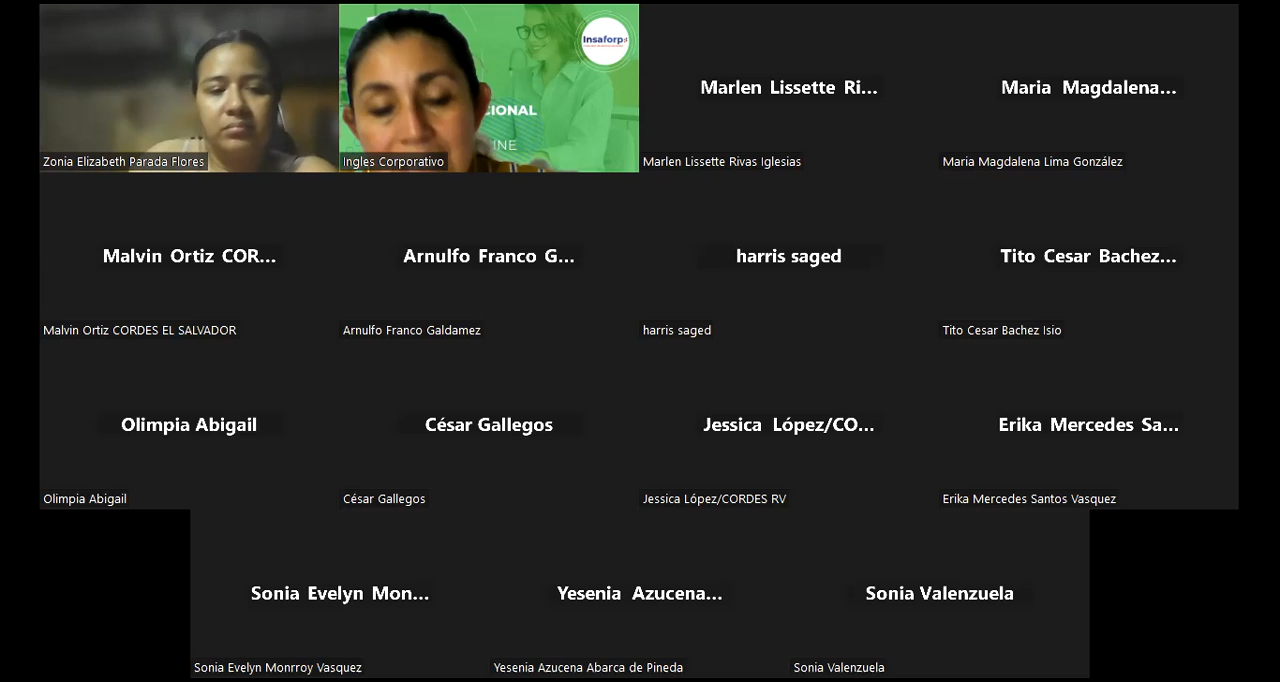 Insaforp
CIONAL
INE
Zonia Elizabeth Parada Flores
Ingles Corporativo
Marlen Lissette Ri...
Marlen Lissette Rivas Iglesias
Maria Magdalena...
Maria Magdalena Lima González
Malvin Ortiz COR...
Malvin Ortiz CORDES EL SALVADOR
Arnulfo Franco G...
Arnulfo Franco Galdamez
harris saged
harris saged
Tito Cesar Bachez...
Tito Cesar Bachez Isio
Olimpia Abigail
Olimpia Abigail
César Gallegos
César Gallegos
Jessica López/CO...
Jessica López/CORDES RV
Erika Mercedes Sa...
Erika Mercedes Santos Vasquez
Sonia Evelyn Mon...
Sonia Evelyn Monrroy Vasquez
Yesenia Azucena...
Yesenia Azucena Abarca de Pineda
Sonia Valenzuela
Sonia Valenzuela